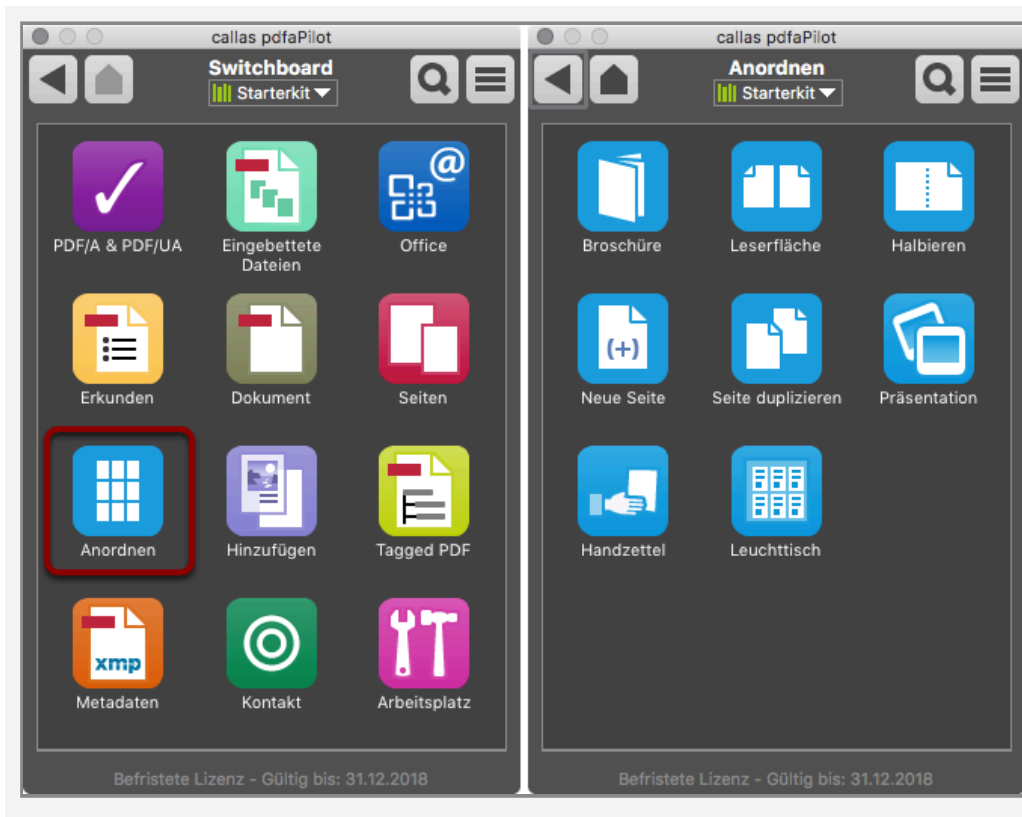 callas pdfaPilot
Switchboard
Starterkit
PDF/A & PDF/UA
Eingebettete
Dateien
@
Office
Erkunden
Dokument
Seiten
Anordnen
Hinzufügen
Tagged PDF
xmp
Metadaten
Kontakt
Arbeitsplatz
Befristete Lizenz - Gültig bis: 31.12.2018
callas pdfaPilot
Anordnen
Starterkit
Broschüre
Leserfläche
Halbieren
(+)
Neue Seite
Seite duplizieren
Präsentation
Handzettel
Leuchttisch
Befristete Lizenz - Gültig bis: 31.12.2018